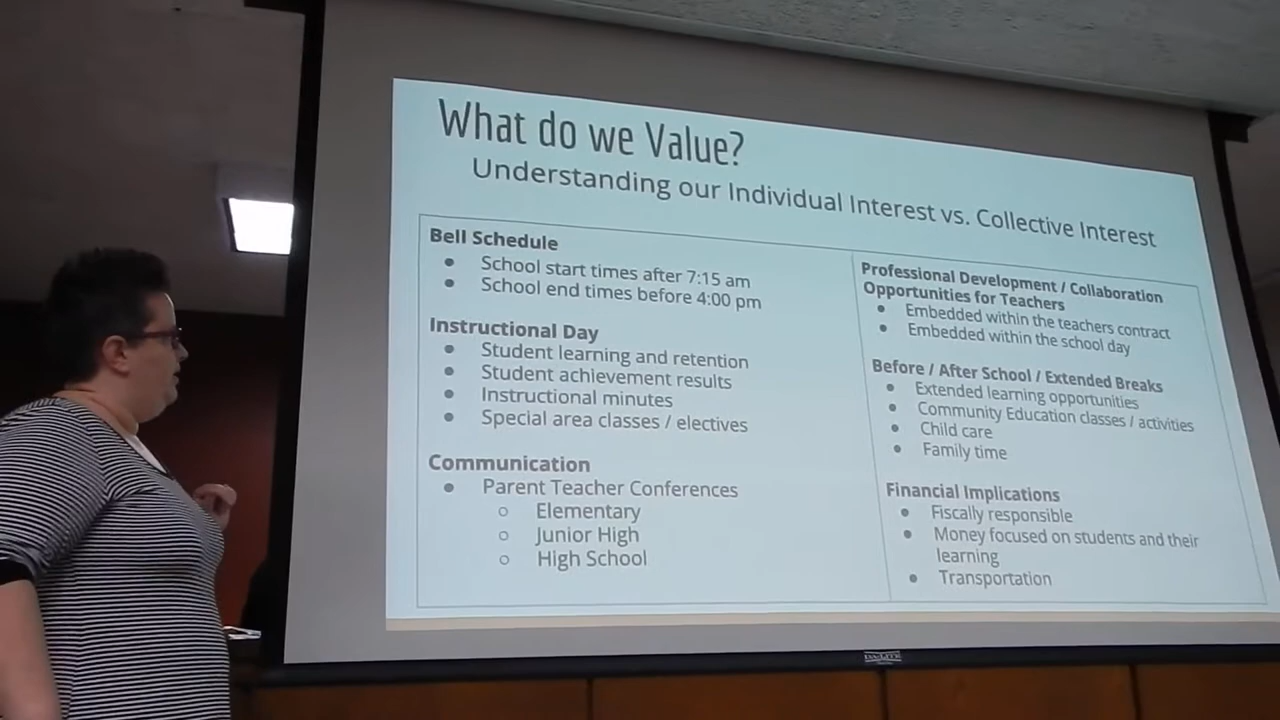 What do we Value?
Understanding our Individual Interest vs. Collective Interest
Bell Schedule
● School start times after 7:15 am
● School end times before 4:00 pm
Instructional Day
● Student learning and retention
● Student achievement results
● Instructional minutes
● Special area classes / electives
Communication
● Parent Teacher Conferences
○ Elementary
○ Junior High
○ High School
Professional Development / Collaboration
Opportunities for Teachers
● Embedded within the teachers contract
● Embedded within the school day
Before / After School / Extended Breaks
● Extended learning opportunities
● Community Education classes / activities
● Child care
● Family time
Financial Implications
● Fiscally responsible
● Money focused on students and their
learning
● Transportation
DA-LITE